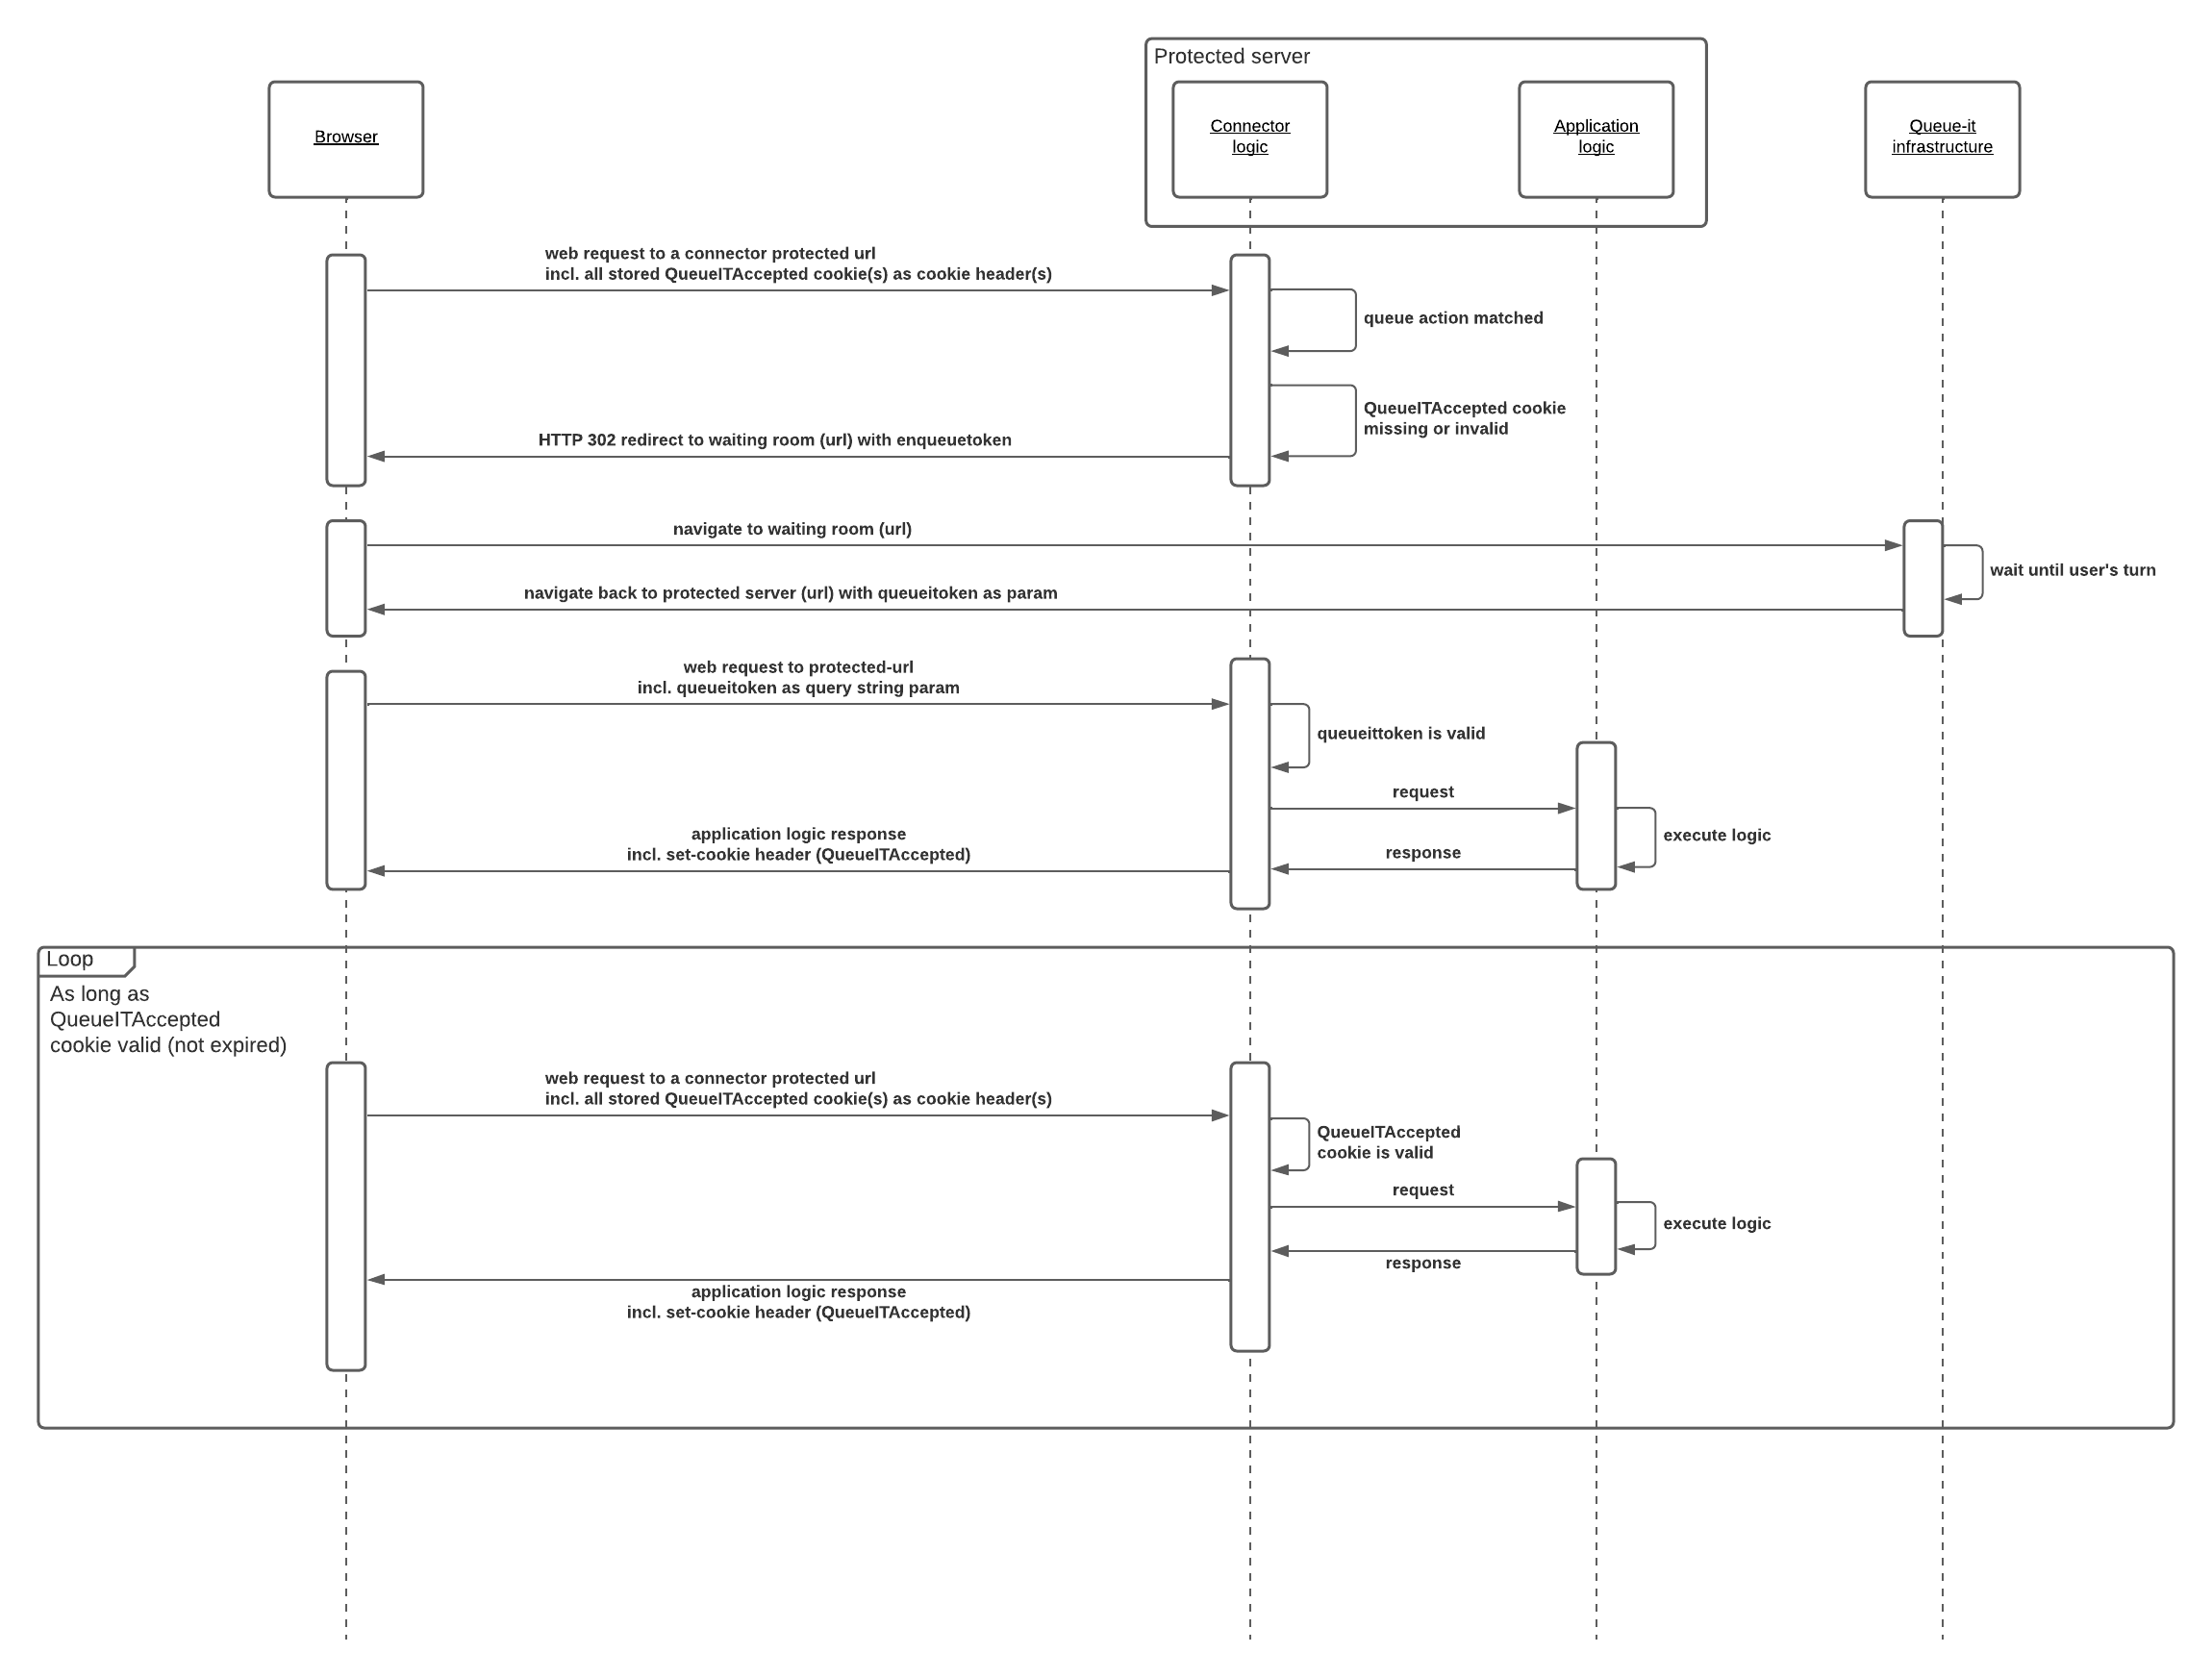 Protected server
Browser
Connector
logic
Application
logic
Queue-it
infrastructure
web request to a connector protected url
incl. all stored QueueITAccepted cookie(s) as cookie header(s)
queue action matched
QueueITAccepted cookie
missing or invalid
HTTP 302 redirect to waiting room (url) with enqueuetoken
navigate to waiting room (url)
wait until user's turn
navigate back to protected server (url) with queueitoken as param
web request to protected-url
incl. queueitoken as query string param
queueittoken is valid
request
application logic response
incl. set-cookie header (QueueITAccepted)
execute logic
response
Loop
As long as
QueueITAccepted
cookie valid (not expired)
web request to a connector protected url
incl. all stored QueueITAccepted cookie(s) as cookie header(s)
QueueITAccepted
cookie is valid
request
execute logic
response
application logic response
incl. set-cookie header (QueueITAccepted)